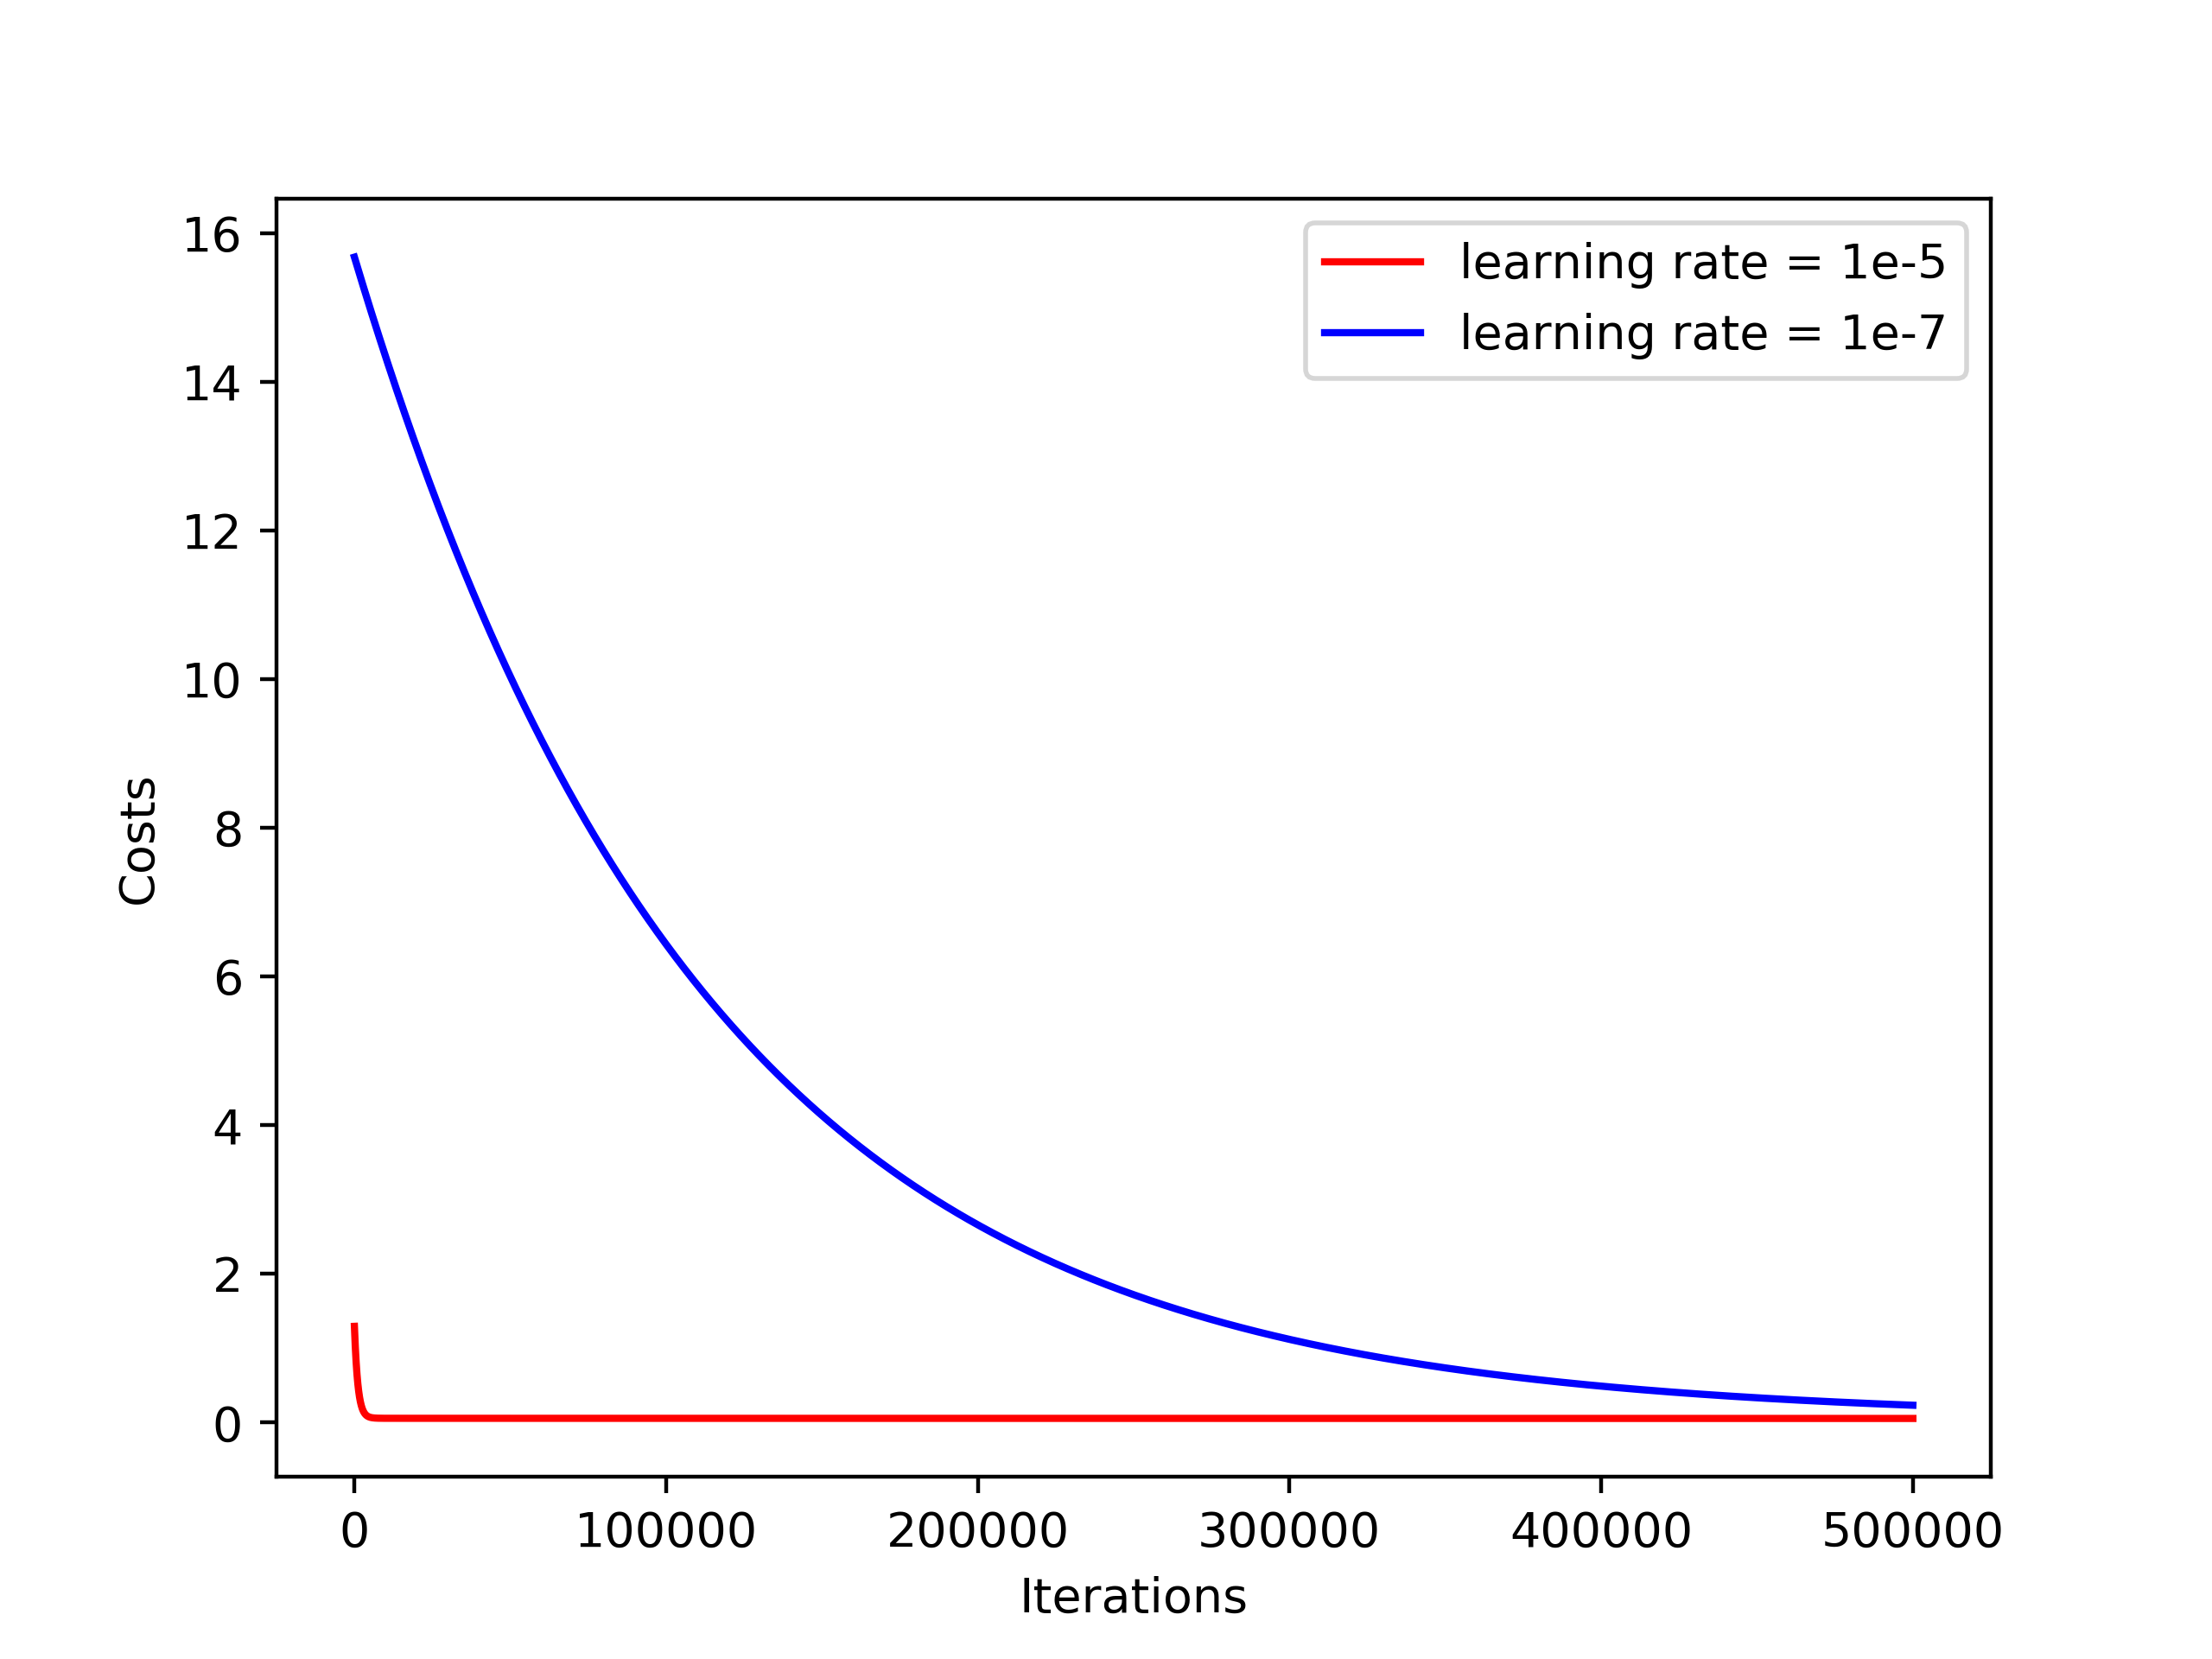 learning rate = 1e-5
learning rate = 1e-7
16
14
12
10
8
6
4
2
0
Costs
0 100000 200000 300000 400000 500000
Iterations